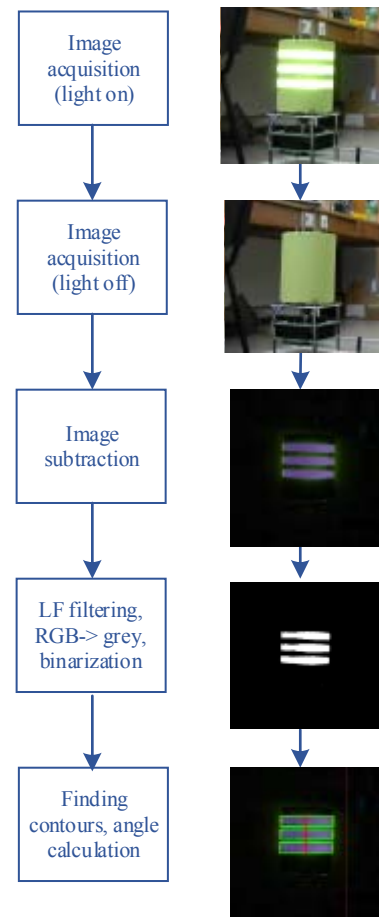 Image
acquisition
(light on)
Image
acquisition
(light off)
Image
subtraction
LF filtering,
RGB-> grey,
binarization
Finding
contours, angle
calculation